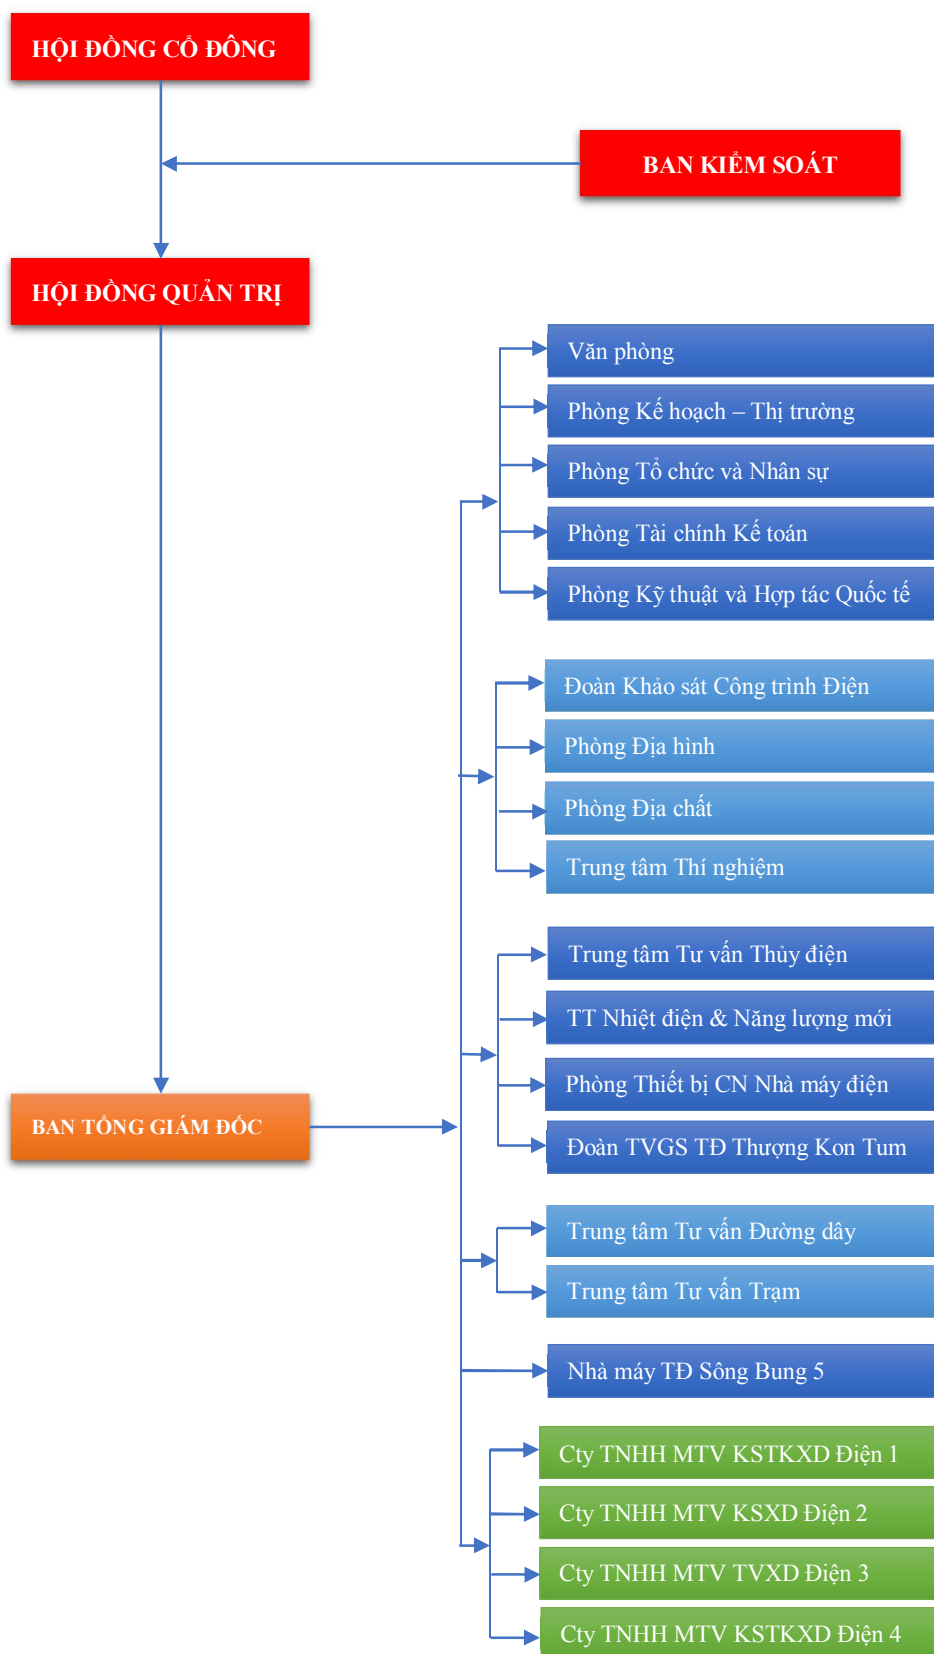 HỘI ĐỒNG CỔ ĐÔNG
BAN KIỂM SOÁT
HỘI ĐỒNG QUẢN TRỊ
Văn phòng
Phòng Kế hoạch – Thị trường
Phòng Tổ chức và Nhân sự
Phòng Tài chính Kế toán
Phòng Kỹ thuật và Hợp tác Quốc tế
Đoàn Khảo sát Công trình Điện
Phòng Địa hình
Phòng Địa chất
Trung tâm Thí nghiệm
Trung tâm Tư vấn Thủy điện
TT Nhiệt điện & Năng lượng mới
Phòng Thiết bị CN Nhà máy điện
BAN TỔNG GIÁM ĐỐC
Đoàn TVGS TĐ Thượng Kon Tum
Trung tâm Tư vấn Đường dây
Trung tâm Tư vấn Trạm
Nhà máy TĐ Sông Bung 5
Cty TNHH MTV KSTKXD Điện 1
Cty TNHH MTV KSXD Điện 2
Cty TNHH MTV TVXD Điện 3
Cty TNHH MTV KSTKXD Điện 4